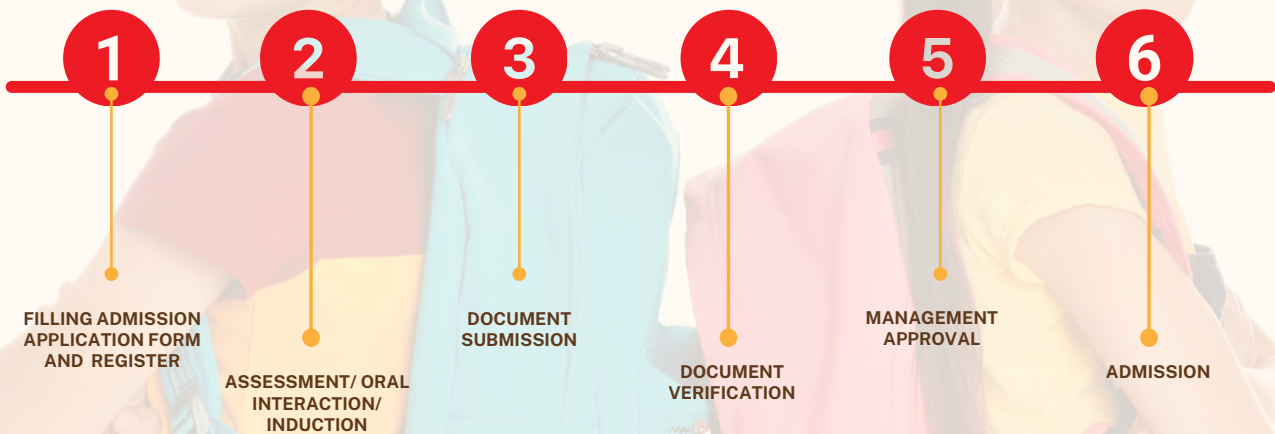 1
2
3
4
5
6
FILLING ADMISSION
APPLICATION FORM
AND REGISTER
ASSESSMENT/ ORAL
INTERACTION/
INDUCTION
DOCUMENT
SUBMISSION
DOCUMENT
VERIFICATION
MANAGEMENT
APPROVAL
ADMISSION